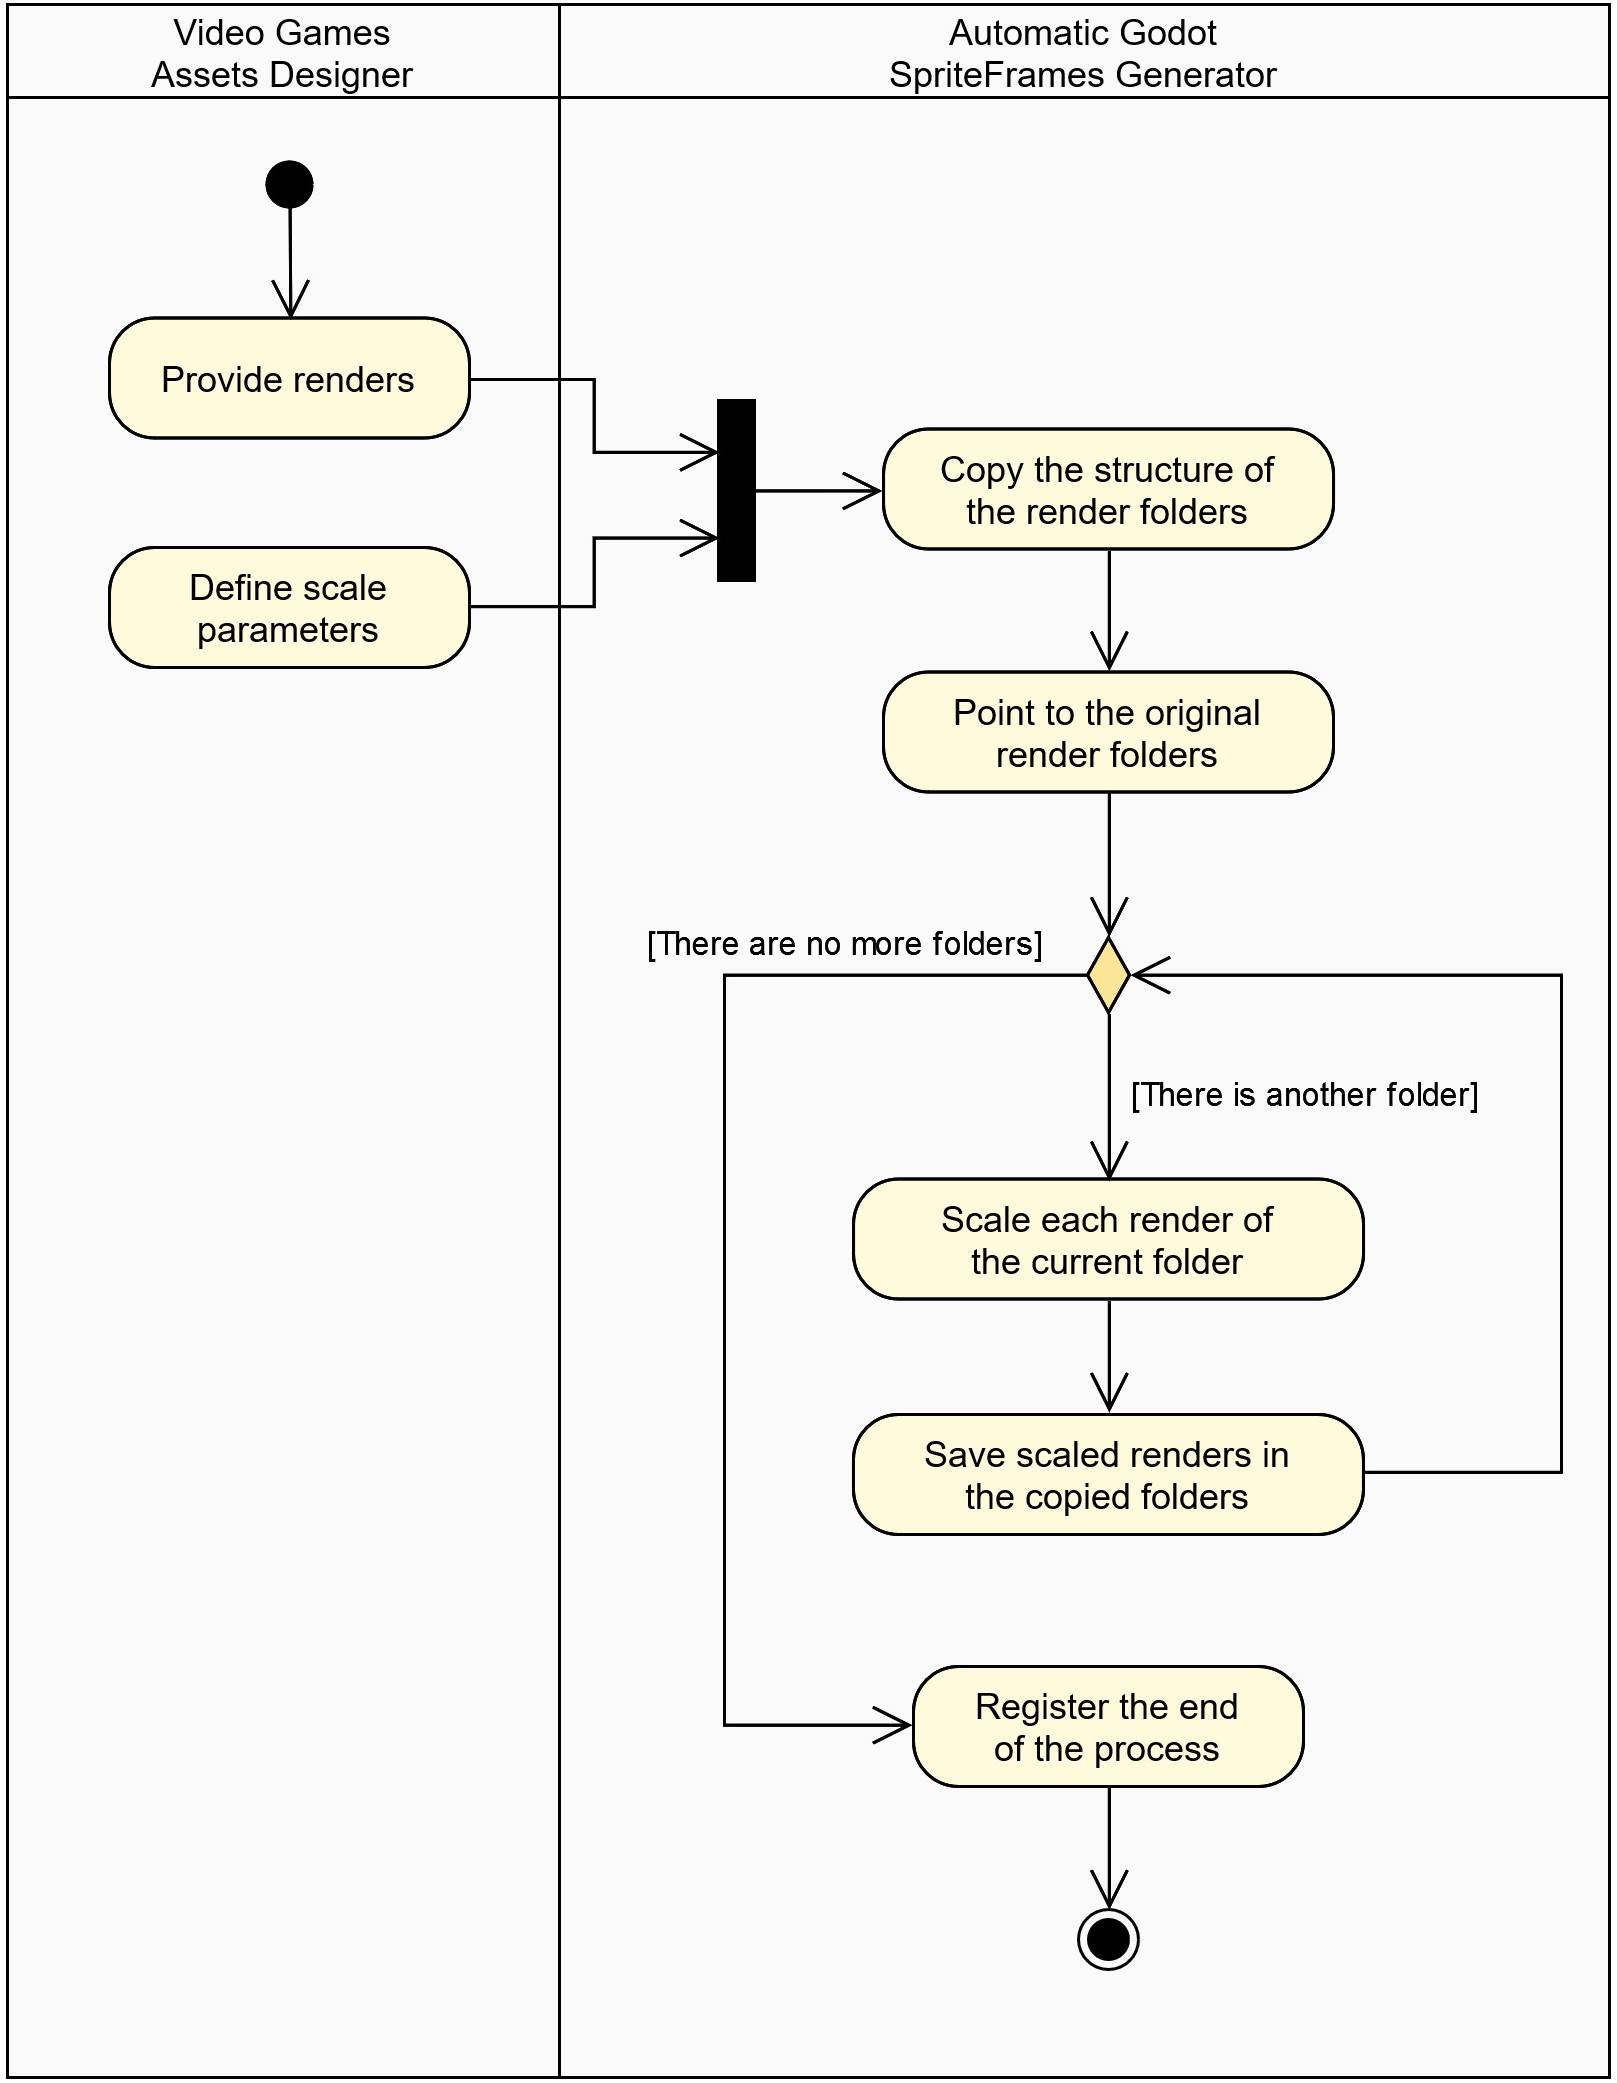 Video Games
Assets Designer
Automatic Godot
SpriteFrames Generator
Provide renders
Define scale
parameters
Copy the structure of
the render folders
Point to the original
render folders
[There are no more folders]
[There is another folder]
Scale each render of
the current folder
Save scaled renders in
the copied folders
Register the end
of the process